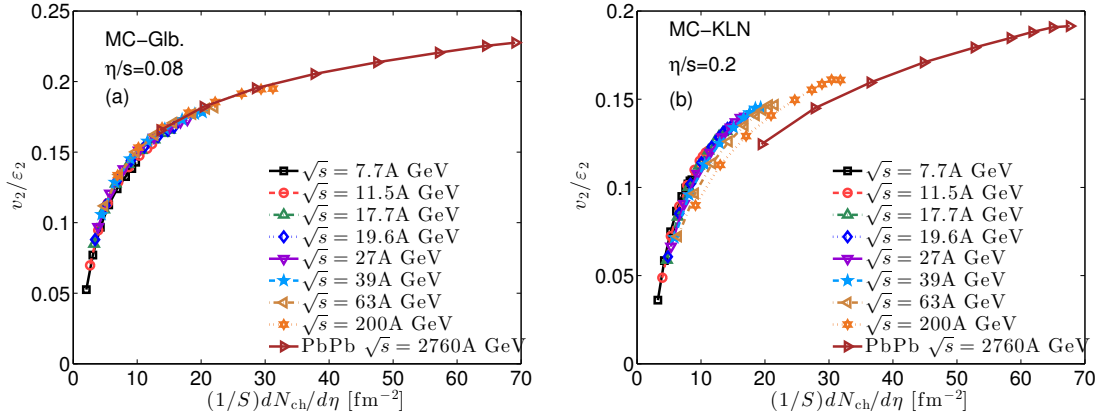 MC−Glb.
η/s=0.08
(a)
v₂/ε₂
0.25
0.2
0.15
0.1
0.05
0
√s = 7.7A GeV
√s = 11.5A GeV
√s = 17.7A GeV
√s = 19.6A GeV
√s = 27A GeV
√s = 39A GeV
√s = 63A GeV
√s = 200A GeV
PbPb √s = 2760A GeV
0 10 20 30 40 50 60 70
(1/S)dN_ch/dη [fm⁻²]
MC−KLN
η/s=0.2
(b)
v₂/ε₂
0.2
0.15
0.1
0.05
0
√s = 7.7A GeV
√s = 11.5A GeV
√s = 17.7A GeV
√s = 19.6A GeV
√s = 27A GeV
√s = 39A GeV
√s = 63A GeV
√s = 200A GeV
PbPb √s = 2760A GeV
0 10 20 30 40 50 60 70
(1/S)dN_ch/dη [fm⁻²]